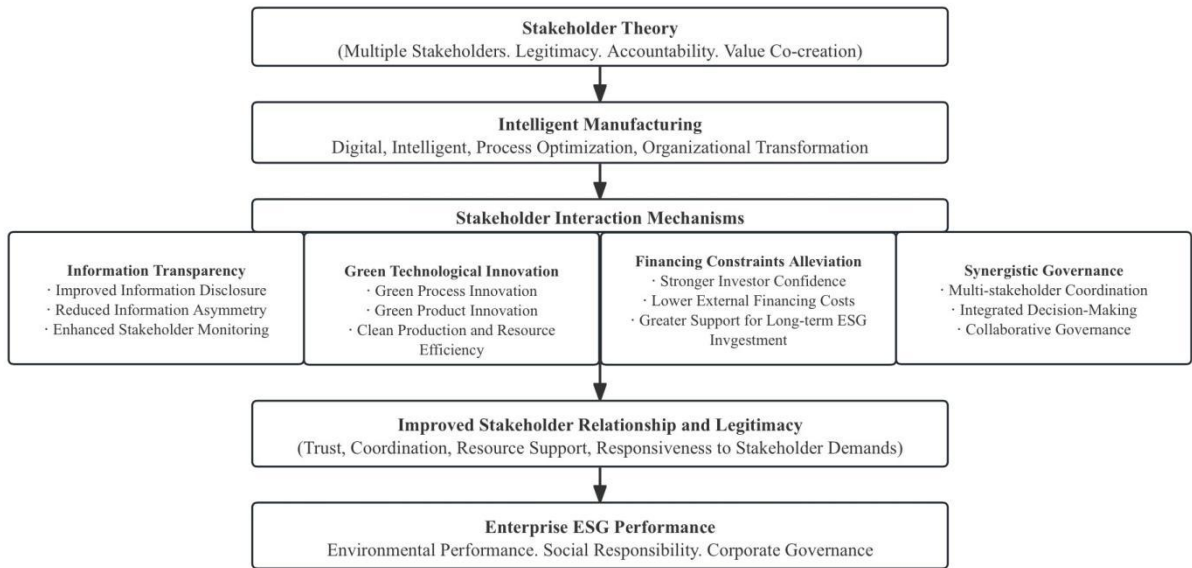 Stakeholder Theory
(Multiple Stakeholders. Legitimacy. Accountability. Value Co-creation)
Intelligent Manufacturing
Digital, Intelligent, Process Optimization, Organizational Transformation
Stakeholder Interaction Mechanisms
Information Transparency
· Improved Information Disclosure
· Reduced Information Asymmetry
· Enhanced Stakeholder Monitoring
Green Technological Innovation
· Green Process Innovation
· Green Product Innovation
· Clean Production and Resource
Efficiency
Financing Constraints Alleviation
· Stronger Investor Confidence
· Lower External Financing Costs
· Greater Support for Long-term ESG
Invgestment
Synergistic Governance
· Multi-stakeholder Coordination
· Integrated Decision-Making
· Collaborative Governance
Improved Stakeholder Relationship and Legitimacy
(Trust, Coordination, Resource Support, Responsiveness to Stakeholder Demands)
Enterprise ESG Performance
Environmental Performance. Social Responsibility. Corporate Governance